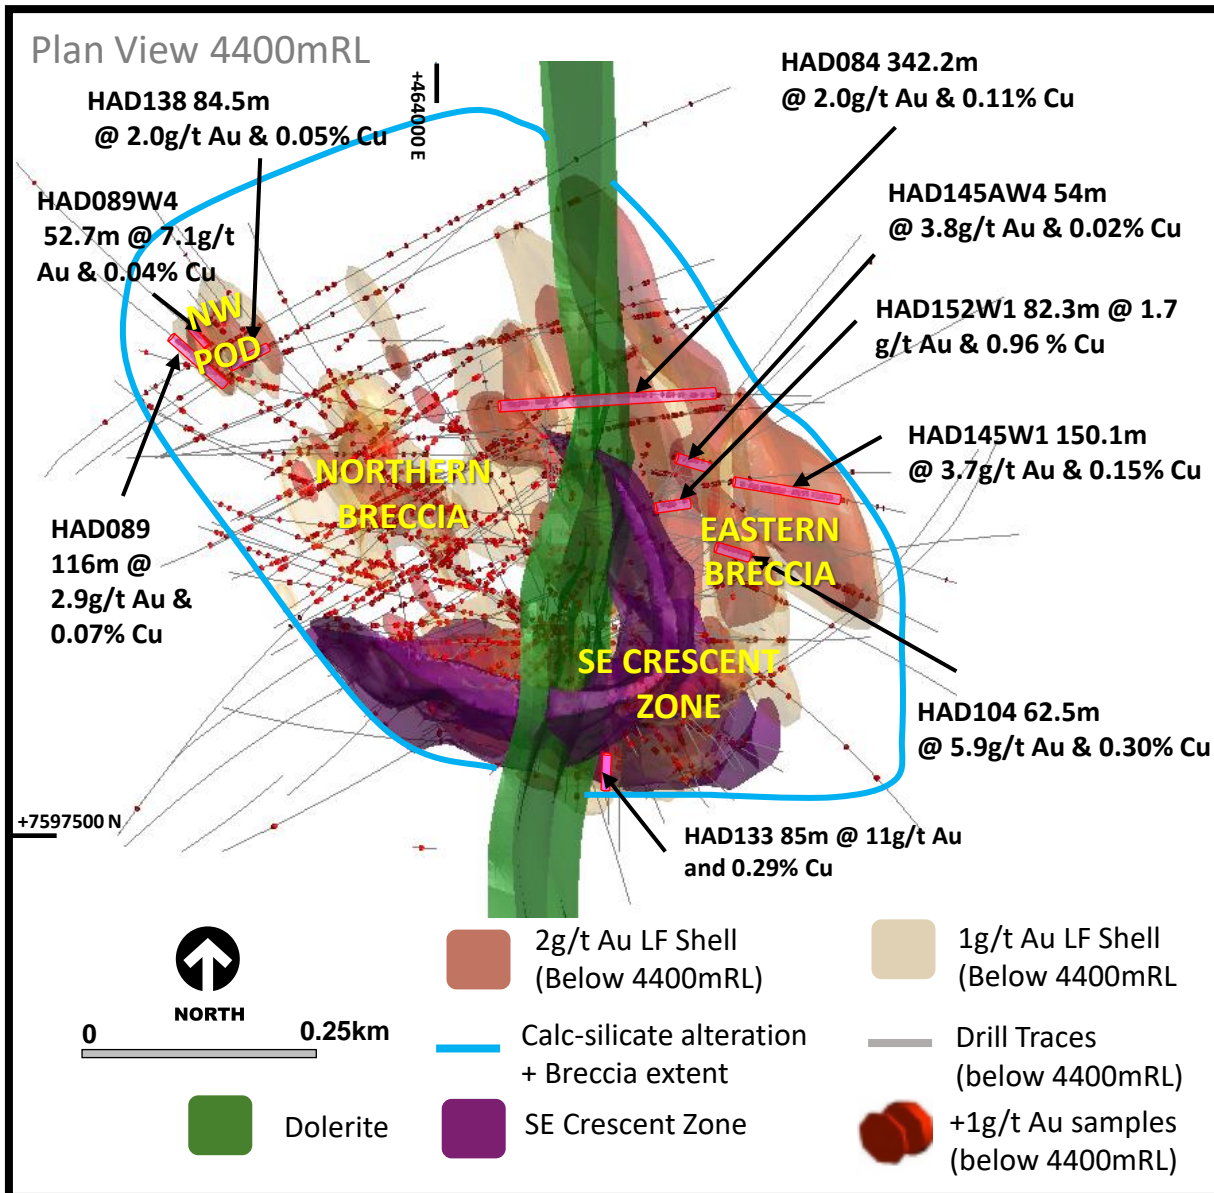 Plan View 4400mRL
+464000 E
HAD138 84.5m
@ 2.0g/t Au & 0.05% Cu
HAD084 342.2m
@ 2.0g/t Au & 0.11% Cu
HAD089W4
52.7m @ 7.1g/t
Au & 0.04% Cu
HAD145AW4 54m
@ 3.8g/t Au & 0.02% Cu
HAD152W1 82.3m @ 1.7
g/t Au & 0.96 % Cu
NW
POD
HAD145W1 150.1m
@ 3.7g/t Au & 0.15% Cu
NORTHERN
BRECCIA
EASTERN
BRECCIA
HAD089
116m @
2.9g/t Au &
0.07% Cu
SE CRESCENT
ZONE
HAD104 62.5m
@ 5.9g/t Au & 0.30% Cu
+7597500 N
HAD133 85m @ 11g/t Au
and 0.29% Cu
NORTH
0 0.25km
2g/t Au LF Shell
(Below 4400mRL)
1g/t Au LF Shell
(Below 4400mRL
Calc-silicate alteration
+ Breccia extent
Drill Traces
(below 4400mRL)
Dolerite
SE Crescent Zone
+1g/t Au samples
(below 4400mRL)